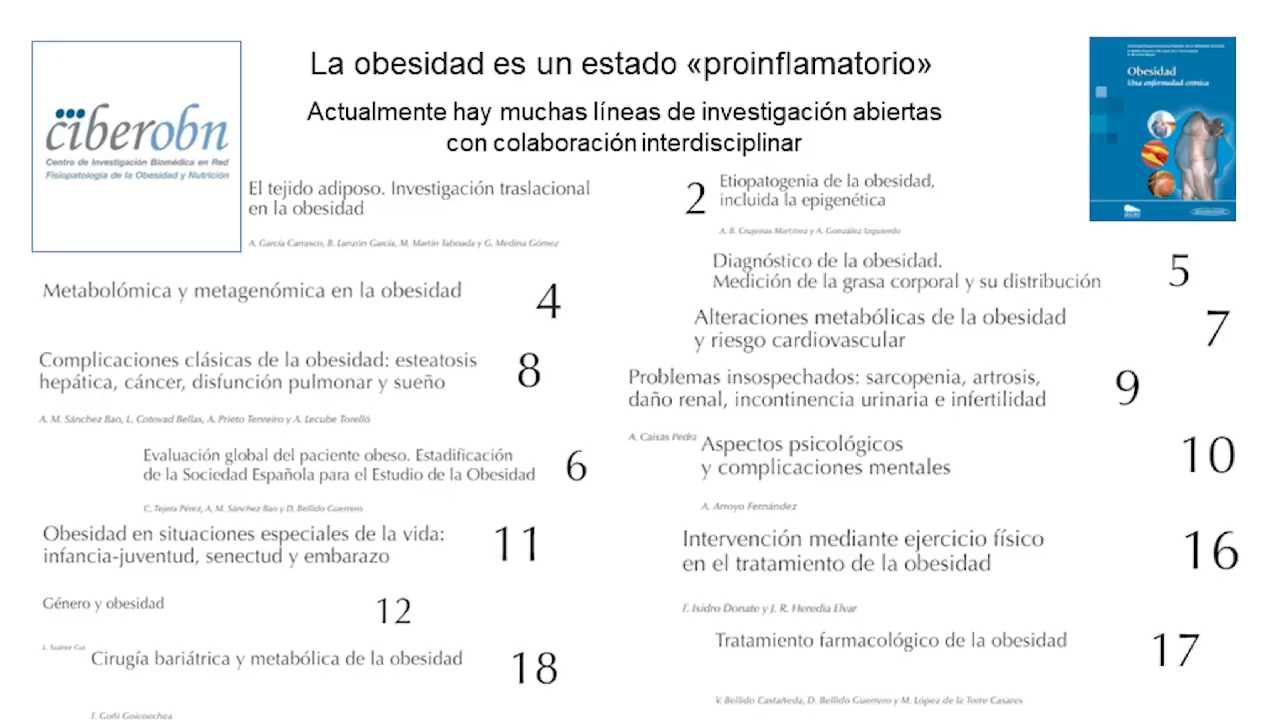 La obesidad es un estado «proinflamatorio»
Actualmente hay muchas líneas de investigación abiertas
con colaboración interdisciplinar
ciberobn
Centro de Investigación Biomédica en Red
Fisiopatología de la Obesidad y Nutrición
Obesidad
Una enfermedad crónica
El tejido adiposo. Investigación traslacional
en la obesidad
A. García Carrasco, B. Lanzón García, M. Martín Taboada y G. Medina Gómez
2
Etiopatogenia de la obesidad,
incluida la epigenética
A. B. Crujeiras Martínez y A. González Izquierdo
Metabolómica y metagenómica en la obesidad
4
Diagnóstico de la obesidad.
Medición de la grasa corporal y su distribución
5
Alteraciones metabólicas de la obesidad
y riesgo cardiovascular
7
Complicaciones clásicas de la obesidad: esteatosis
hepática, cáncer, disfunción pulmonar y sueño
8
A. M. Sánchez Bao, L. Cotovad Bellas, A. Prieto Tenreiro y A. Lecube Torelló
Problemas insospechados: sarcopenia, artrosis,
daño renal, incontinencia urinaria e infertilidad
9
A. Caixàs Pedra
Evaluación global del paciente obeso. Estadificación
de la Sociedad Española para el Estudio de la Obesidad
6
C. Tejera Pérez, A. M. Sánchez Bao y D. Bellido Guerrero
Aspectos psicológicos
y complicaciones mentales
10
A. Arroyo Fernández
Obesidad en situaciones especiales de la vida:
infancia-juventud, senectud y embarazo
11
Intervención mediante ejercicio físico
en el tratamiento de la obesidad
16
F. Isidro Donate y J. R. Heredia Elvar
Género y obesidad
12
L. Suárez Gut
Cirugía bariátrica y metabólica de la obesidad
18
F. Goñi Goicoechea
Tratamiento farmacológico de la obesidad
17
V. Bellido Castañeda, D. Bellido Guerrero y M. López de la Torre Casares